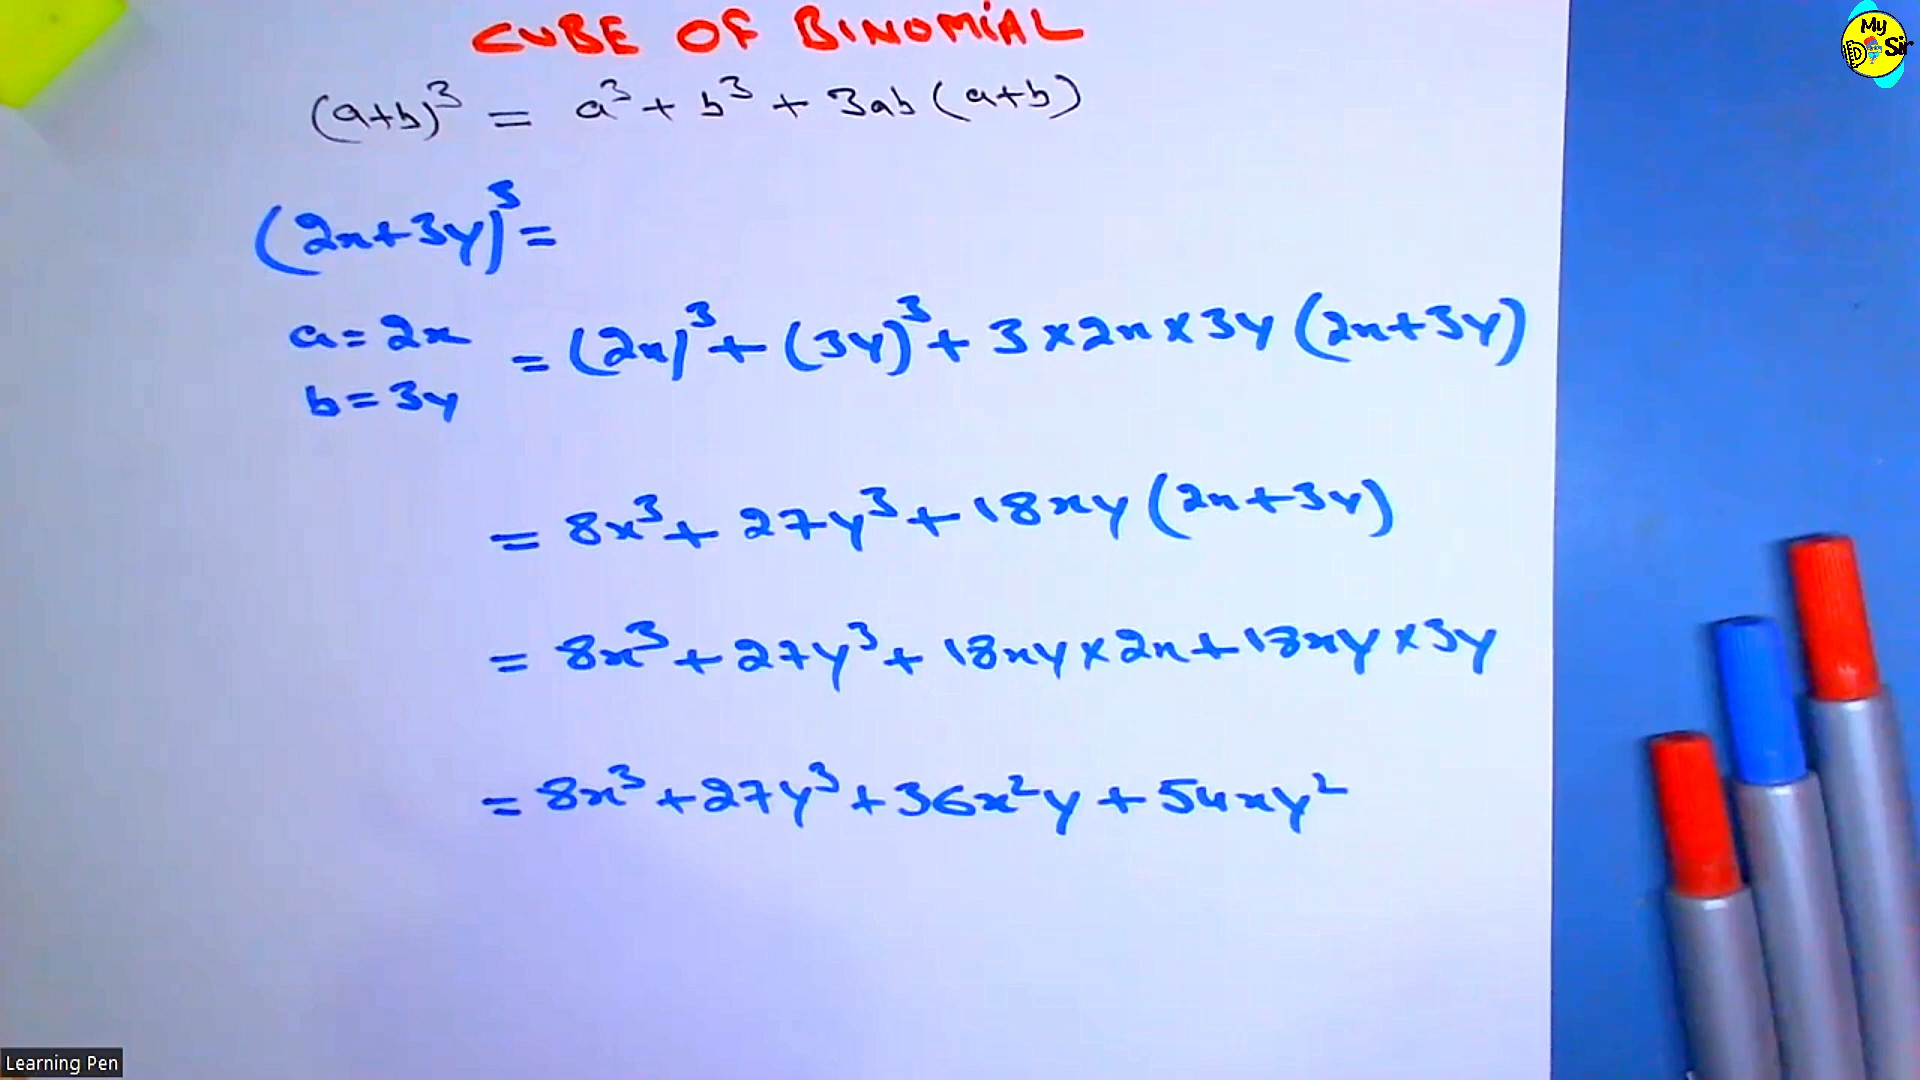 CUBE OF BINOMIAL
My
Sir
(a+b)³ = a³ + b³ + 3ab (a+b)
(2x+3y)³ =
a = 2x
b = 3y
= (2x)³ + (3y)³ + 3 × 2x × 3y (2x+3y)
= 8x³ + 27y³ + 18xy (2x+3y)
= 8x³ + 27y³ + 18xy × 2x + 18xy × 3y
= 8x³ + 27y³ + 36x²y + 54xy²
Learning Pen